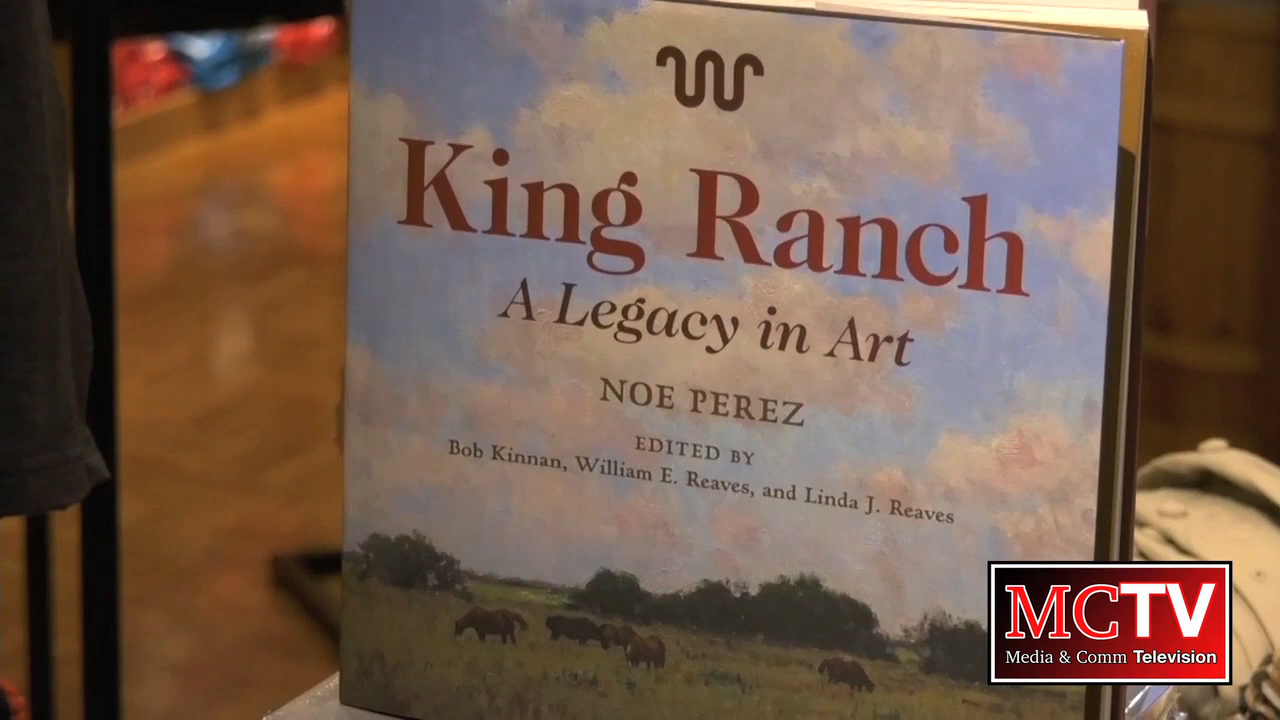 King Ranch
A Legacy in Art
NOE PEREZ
EDITED BY
Bob Kinnan, William E. Reaves, and Linda J. Reaves
MCTV
Media & Comm Television